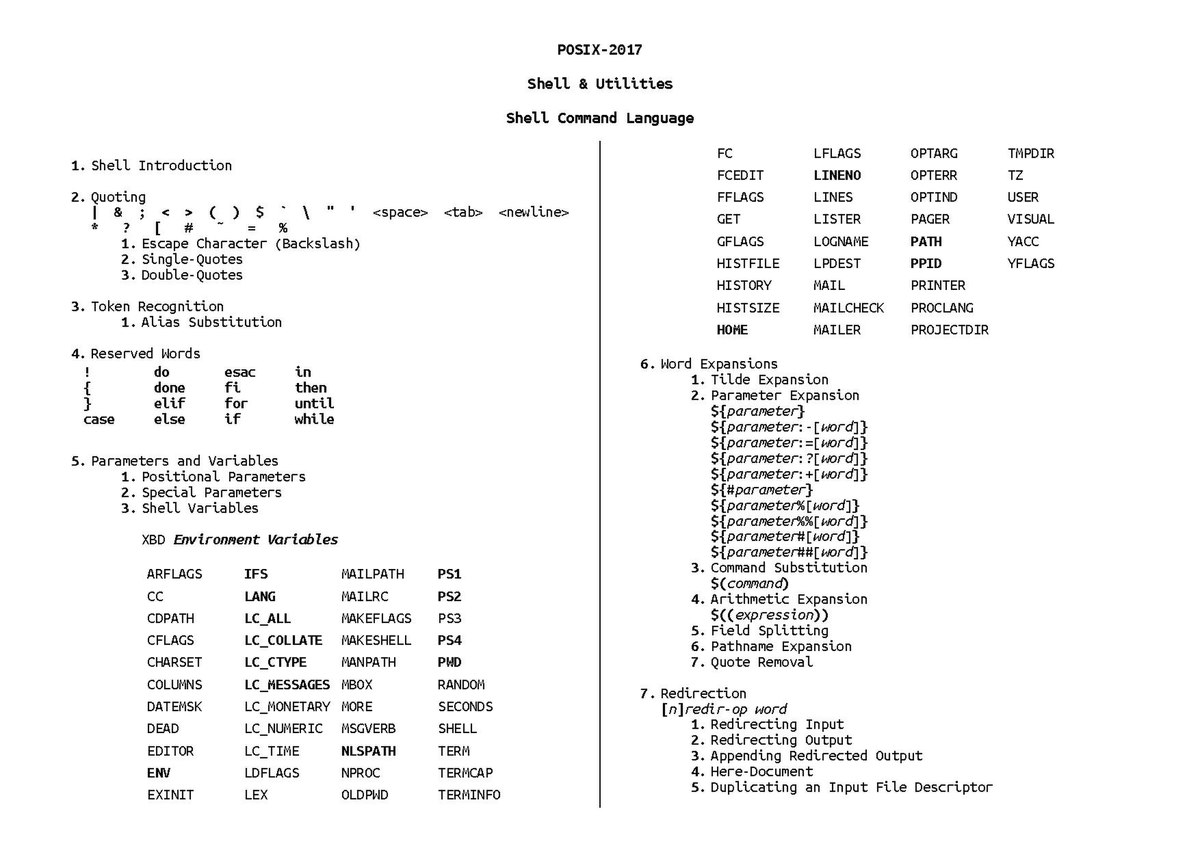 POSIX-2017
Shell & Utilities
Shell Command Language
1. Shell Introduction
2. Quoting
| & ; < > ( ) $ ` \ " ' <space> <tab> <newline>
* ? [ # ˜ = %
1. Escape Character (Backslash)
2. Single-Quotes
3. Double-Quotes
3. Token Recognition
1. Alias Substitution
4. Reserved Words
! do esac in
{ done fi then
} elif for until
case else if while
5. Parameters and Variables
1. Positional Parameters
2. Special Parameters
3. Shell Variables
XBD Environment Variables
ARFLAGS IFS MAILPATH PS1
CC LANG MAILRC PS2
CDPATH LC_ALL MAKEFLAGS PS3
CFLAGS LC_COLLATE MAKESHELL PS4
CHARSET LC_CTYPE MANPATH PWD
COLUMNS LC_MESSAGES MBOX RANDOM
DATEMSK LC_MONETARY MORE SECONDS
DEAD LC_NUMERIC MSGVERB SHELL
EDITOR LC_TIME NLSPATH TERM
ENV LDFLAGS NPROC TERMCAP
EXINIT LEX OLDPWD TERMINFO
FC LFLAGS OPTARG TMPDIR
FCEDIT LINENO OPTERR TZ
FFLAGS LINES OPTIND USER
GET LISTER PAGER VISUAL
GFLAGS LOGNAME PATH YACC
HISTFILE LPDEST PPID YFLAGS
HISTORY MAIL PRINTER
HISTSIZE MAILCHECK PROCLANG
HOME MAILER PROJECTDIR
6. Word Expansions
1. Tilde Expansion
2. Parameter Expansion
${parameter}
${parameter:-[word]}
${parameter:=[word]}
${parameter:?[word]}
${parameter:+[word]}
${#parameter}
${parameter%[word]}
${parameter%%[word]}
${parameter#[word]}
${parameter##[word]}
3. Command Substitution
$(command)
4. Arithmetic Expansion
$((expression))
5. Field Splitting
6. Pathname Expansion
7. Quote Removal
7. Redirection
[n]redir-op word
1. Redirecting Input
2. Redirecting Output
3. Appending Redirected Output
4. Here-Document
5. Duplicating an Input File Descriptor